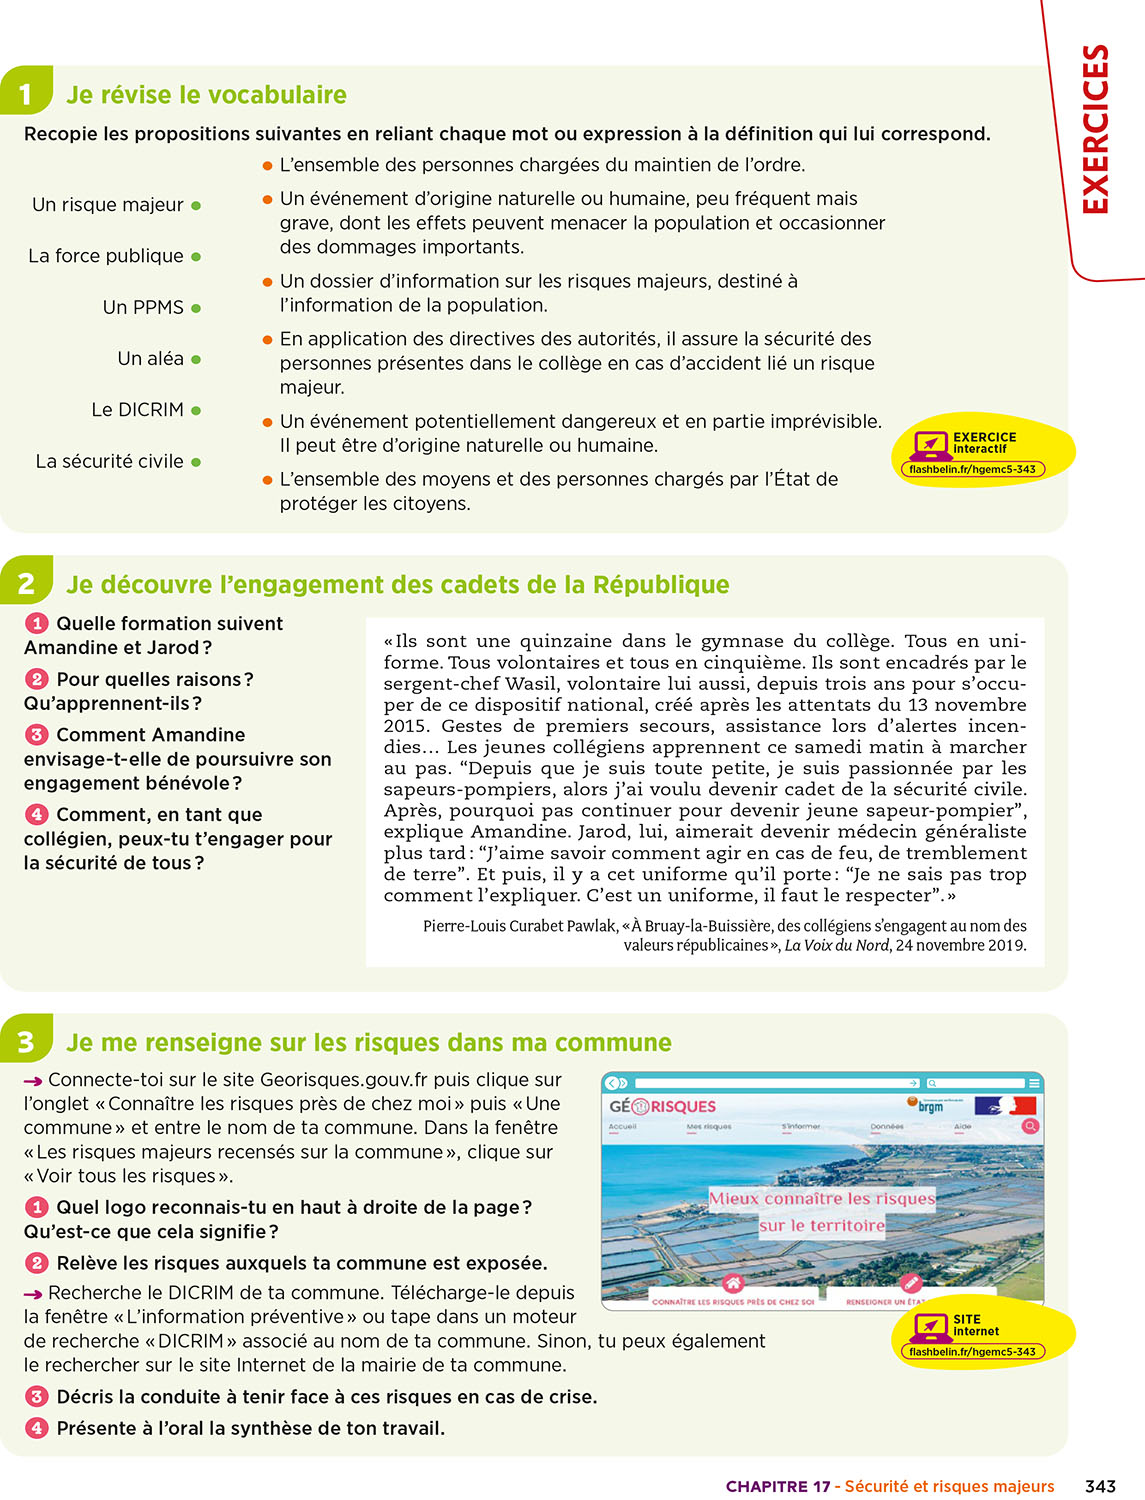 EXERCICES
1 Je révise le vocabulaire
Recopie les propositions suivantes en reliant chaque mot ou expression à la définition qui lui correspond.
Un risque majeur
La force publique
Un PPMS
Un aléa
Le DICRIM
La sécurité civile
L’ensemble des personnes chargées du maintien de l’ordre.
Un événement d’origine naturelle ou humaine, peu fréquent mais
grave, dont les effets peuvent menacer la population et occasionner
des dommages importants.
Un dossier d’information sur les risques majeurs, destiné à
l’information de la population.
En application des directives des autorités, il assure la sécurité des
personnes présentes dans le collège en cas d’accident lié un risque
majeur.
Un événement potentiellement dangereux et en partie imprévisible.
Il peut être d’origine naturelle ou humaine.
L’ensemble des moyens et des personnes chargés par l’État de
protéger les citoyens.
EXERCICE
interactif
flashbelin.fr/hgemc5-343
2 Je découvre l’engagement des cadets de la République
1 Quelle formation suivent
Amandine et Jarod ?
2 Pour quelles raisons ?
Qu’apprennent-ils ?
3 Comment Amandine
envisage-t-elle de poursuivre son
engagement bénévole ?
4 Comment, en tant que
collégien, peux-tu t’engager pour
la sécurité de tous ?
« Ils sont une quinzaine dans le gymnase du collège. Tous en uni-
forme. Tous volontaires et tous en cinquième. Ils sont encadrés par le
sergent-chef Wasil, volontaire lui aussi, depuis trois ans pour s’occu-
per de ce dispositif national, créé après les attentats du 13 novembre
2015. Gestes de premiers secours, assistance lors d’alertes incen-
dies… Les jeunes collégiens apprennent ce samedi matin à marcher
au pas. “Depuis que je suis toute petite, je suis passionnée par les
sapeurs-pompiers, alors j’ai voulu devenir cadet de la sécurité civile.
Après, pourquoi pas continuer pour devenir jeune sapeur-pompier”,
explique Amandine. Jarod, lui, aimerait devenir médecin généraliste
plus tard : “J’aime savoir comment agir en cas de feu, de tremblement
de terre”. Et puis, il y a cet uniforme qu’il porte : “Je ne sais pas trop
comment l’expliquer. C’est un uniforme, il faut le respecter”. »
Pierre-Louis Curabet Pawlak, « À Bruay-la-Buissière, des collégiens s’engagent au nom des
valeurs républicaines », La Voix du Nord, 24 novembre 2019.
3 Je me renseigne sur les risques dans ma commune
Connecte-toi sur le site Georisques.gouv.fr puis clique sur
l’onglet « Connaître les risques près de chez moi » puis « Une
commune » et entre le nom de ta commune. Dans la fenêtre
« Les risques majeurs recensés sur la commune », clique sur
« Voir tous les risques ».
1 Quel logo reconnais-tu en haut à droite de la page ?
Qu’est-ce que cela signifie ?
2 Relève les risques auxquels ta commune est exposée.
Recherche le DICRIM de ta commune. Télécharge-le depuis
la fenêtre « L’information préventive » ou tape dans un moteur
de recherche « DICRIM » associé au nom de ta commune. Sinon, tu peux également
le rechercher sur le site Internet de la mairie de ta commune.
3 Décris la conduite à tenir face à ces risques en cas de crise.
4 Présente à l’oral la synthèse de ton travail.
GÉORISQUES
brgm
Accueil Mes risques S'informer Données Aide
Mieux connaître les risques
sur le territoire
CONNAÎTRE LES RISQUES PRÈS DE CHEZ SOI
RENSEIGNER UN ÉTAT
SITE
internet
flashbelin.fr/hgemc5-343
CHAPITRE 17 - Sécurité et risques majeurs 343